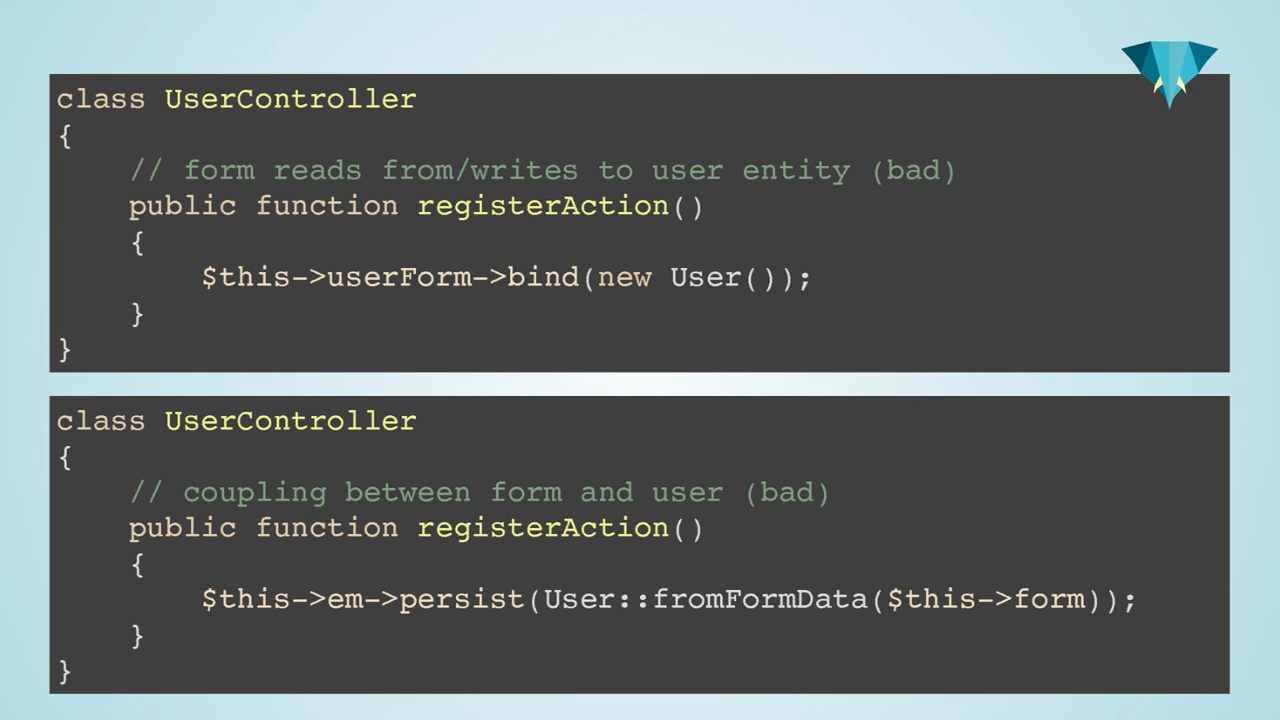 class UserController
{
    // form reads from/writes to user entity (bad)
    public function registerAction()
    {
        $this->userForm->bind(new User());
    }
}
class UserController
{
    // coupling between form and user (bad)
    public function registerAction()
    {
        $this->em->persist(User::fromFormData($this->form));
    }
}